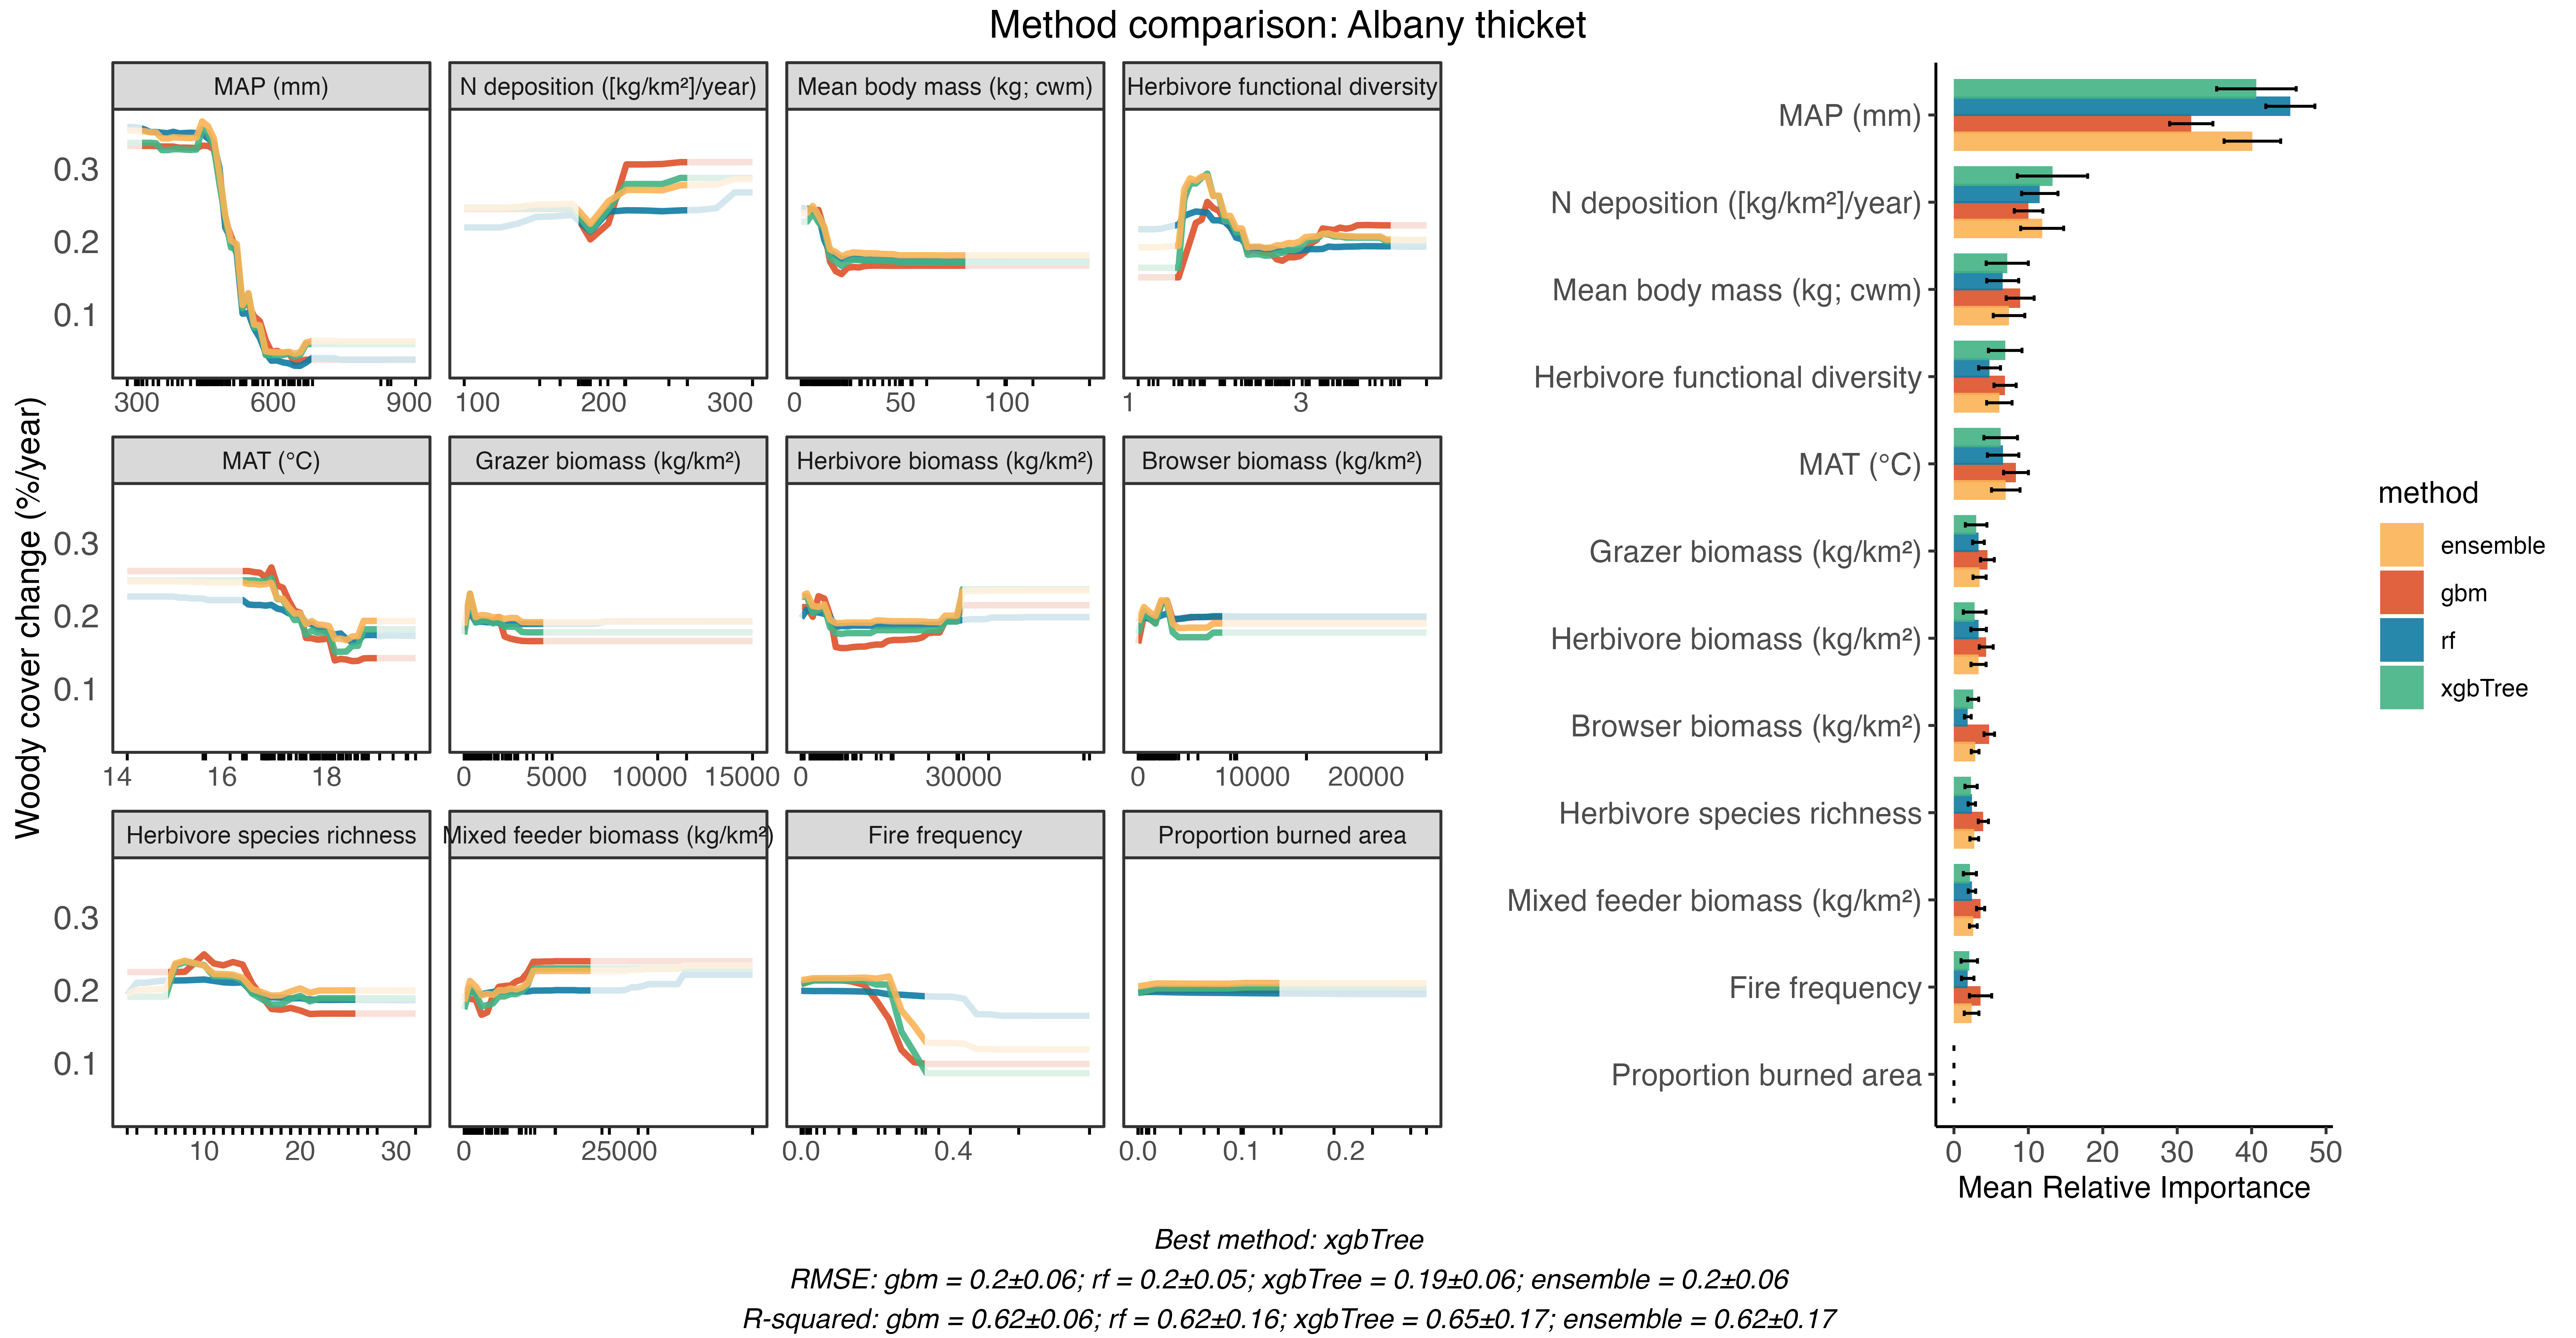 Method comparison: Albany thicket
Woody cover change (%/year)
MAP (mm)
N deposition ([kg/km²]/year)
Mean body mass (kg; cwm)
Herbivore functional diversity
0.3
0.2
0.1
300 600 900
100 200 300
0 50 100
1 3
MAT (°C)
Grazer biomass (kg/km²)
Herbivore biomass (kg/km²)
Browser biomass (kg/km²)
0.3
0.2
0.1
14 16 18
0 5000 10000 15000
0 30000
0 10000 20000
Herbivore species richness
Mixed feeder biomass (kg/km²)
Fire frequency
Proportion burned area
0.3
0.2
0.1
10 20 30
0 25000
0.0 0.4
0.0 0.1 0.2
MAP (mm)
N deposition ([kg/km²]/year)
Mean body mass (kg; cwm)
Herbivore functional diversity
MAT (°C)
Grazer biomass (kg/km²)
Herbivore biomass (kg/km²)
Browser biomass (kg/km²)
Herbivore species richness
Mixed feeder biomass (kg/km²)
Fire frequency
Proportion burned area
0 10 20 30 40 50
Mean Relative Importance
method
ensemble
gbm
rf
xgbTree
Best method: xgbTree
RMSE: gbm = 0.2±0.06; rf = 0.2±0.05; xgbTree = 0.19±0.06; ensemble = 0.2±0.06
R-squared: gbm = 0.62±0.06; rf = 0.62±0.16; xgbTree = 0.65±0.17; ensemble = 0.62±0.17